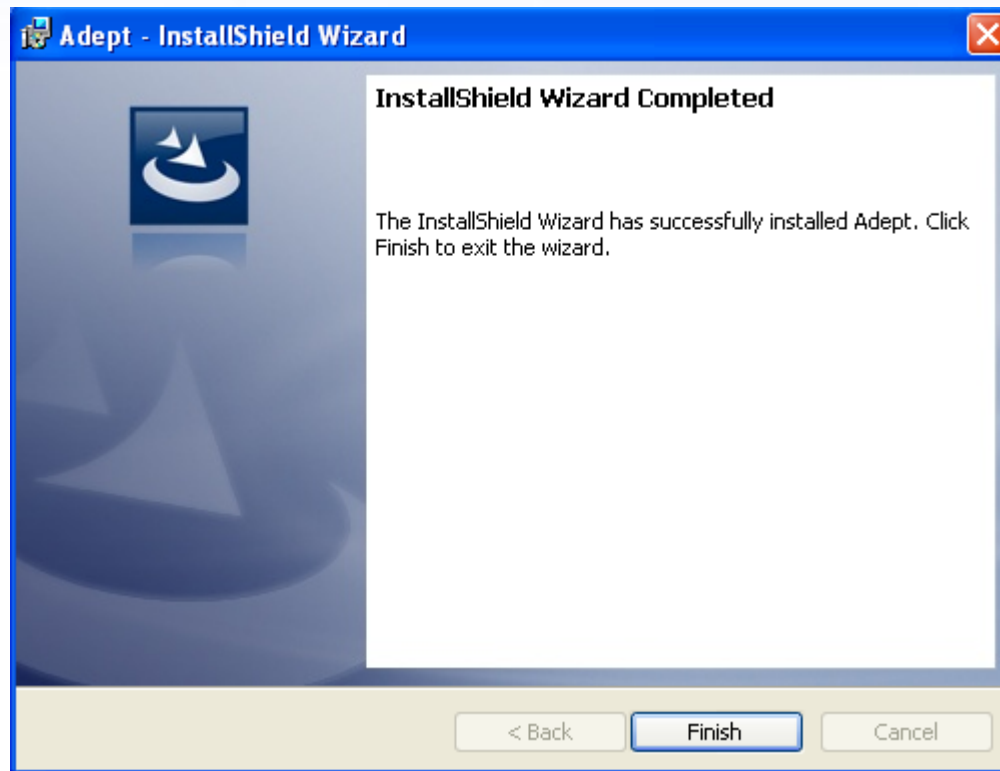 Adept - InstallShield Wizard
InstallShield Wizard Completed
The InstallShield Wizard has successfully installed Adept. Click
Finish to exit the wizard.
< Back
Finish
Cancel